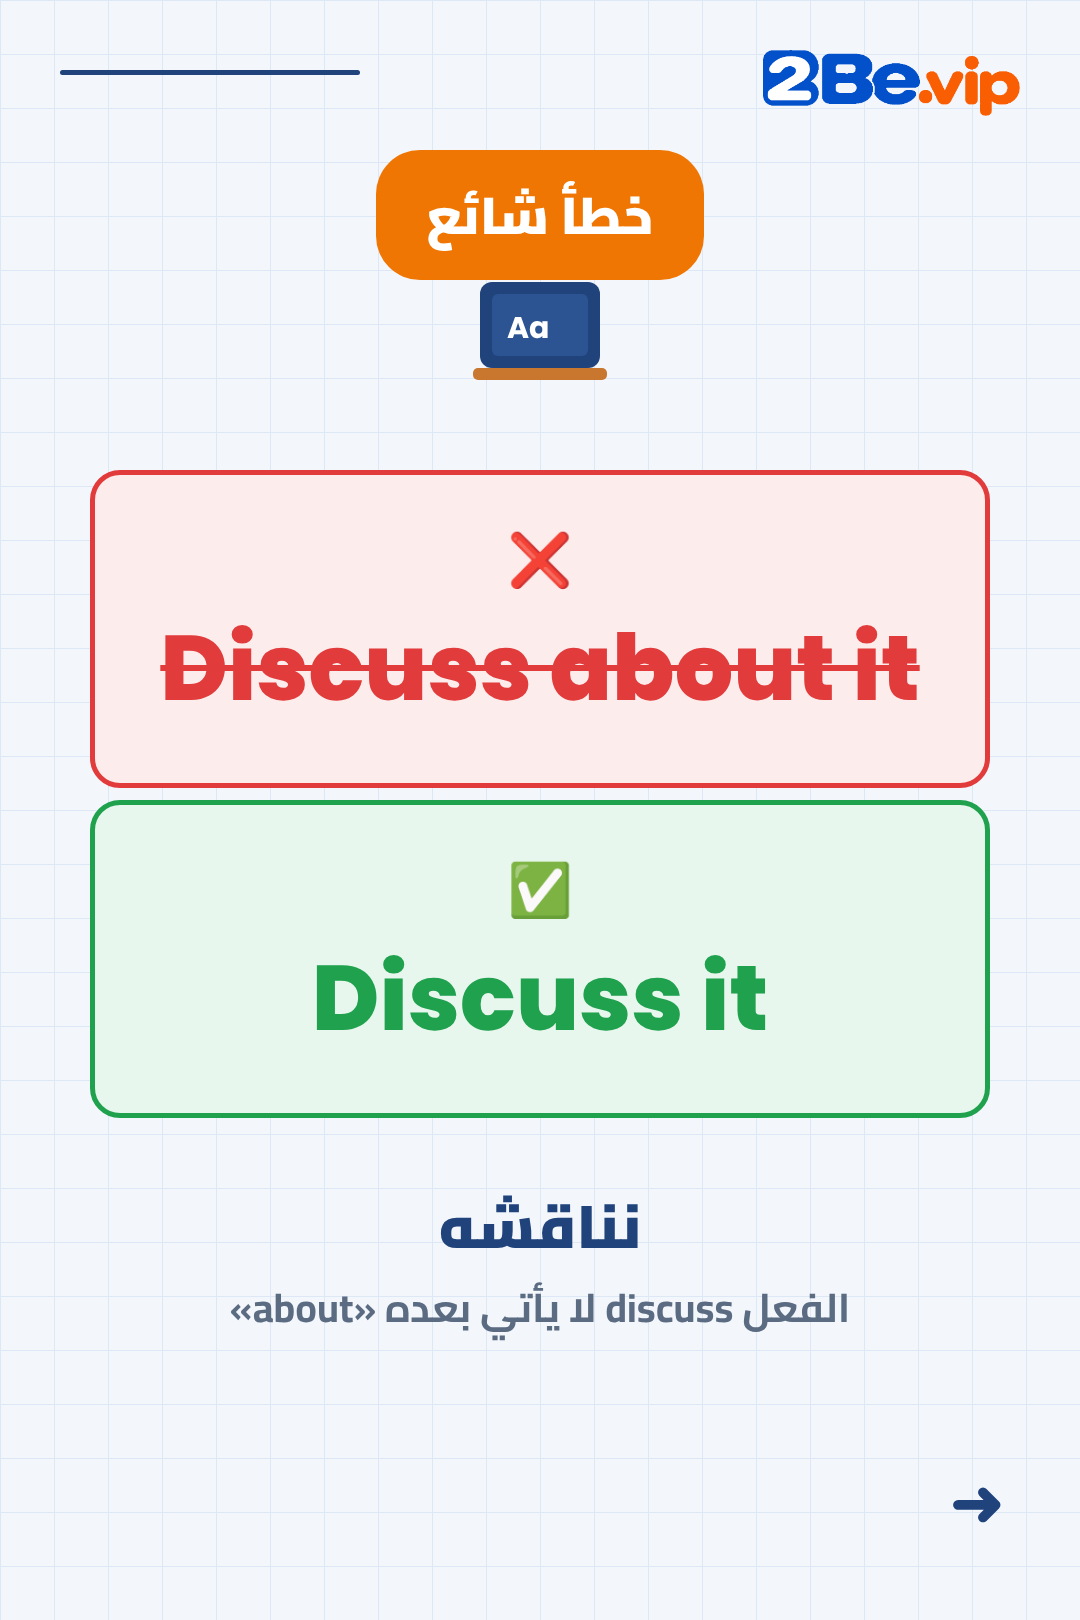 2Be.vip
خطأ شائع
Aa
❌
Discuss about it
✅
Discuss it
نناقشه
الفعل discuss لا يأتي بعده «about»
➜